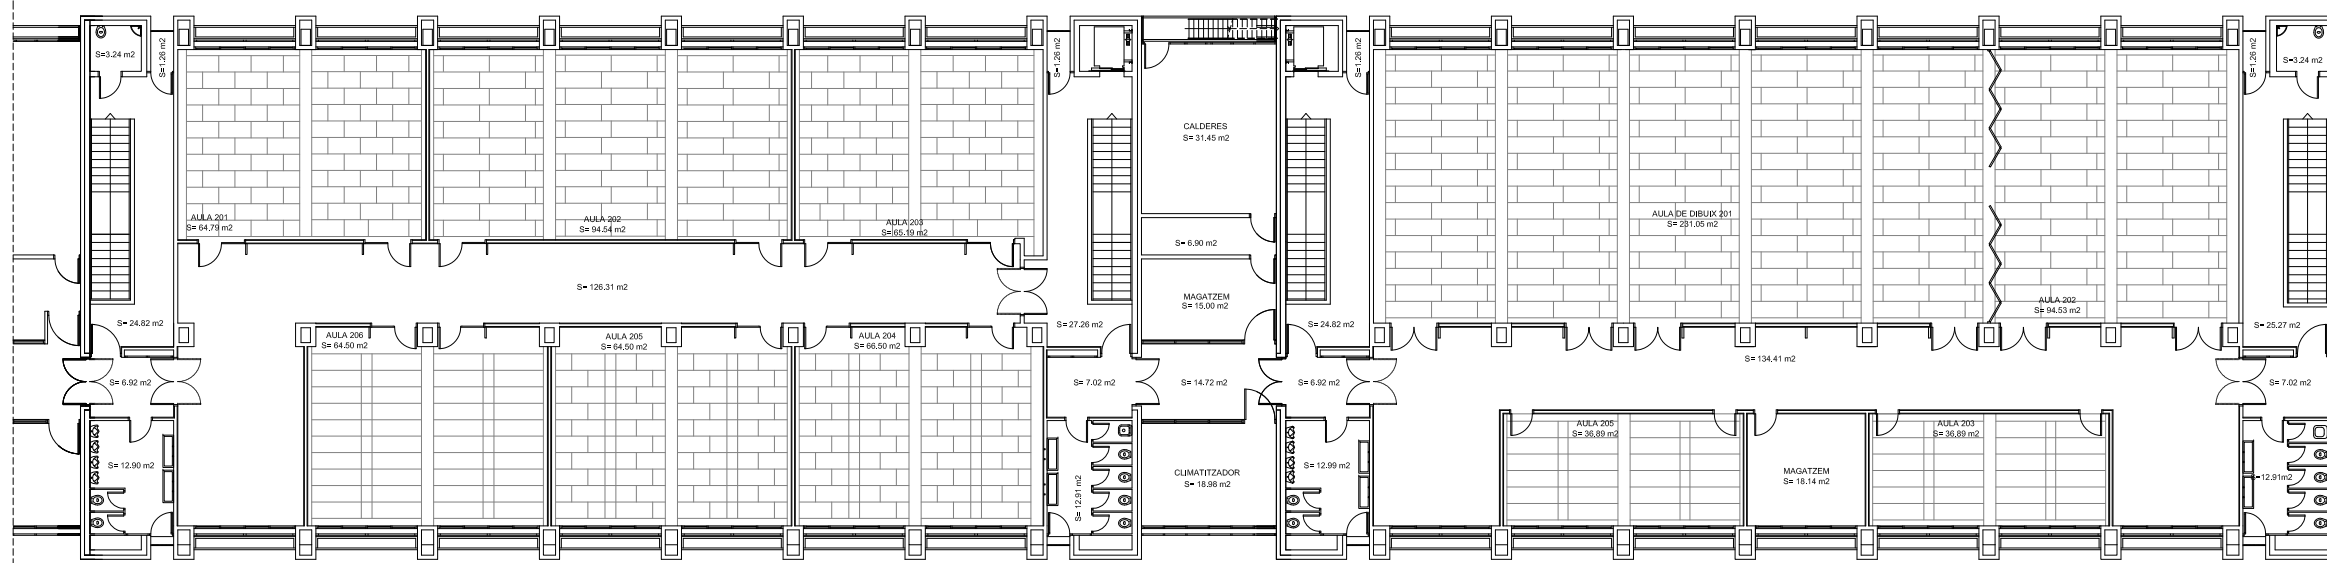 S=3.24 m2
S=1.26 m2
S=1.26 m2
S=1.26 m2
S=1.26 m2
S=3.24 m2
CALDERES
S= 31.45 m2
AULA 201
S= 64.79 m2
AULA 202
S= 94.54 m2
AULA 203
S= 65.19 m2
AULA DE DIBUIX 201
S= 231.05 m2
S= 6.90 m2
S= 126.31 m2
MAGATZEM
S= 15.00 m2
AULA 202
S= 94.53 m2
S= 24.82 m2
S= 27.26 m2
S= 24.82 m2
S= 25.27 m2
AULA 206
S= 64.50 m2
AULA 205
S= 64.50 m2
AULA 204
S= 66.50 m2
S= 134.41 m2
S= 6.92 m2
S= 7.02 m2
S= 14.72 m2
S= 6.92 m2
S= 7.02 m2
AULA 205
S= 36,89 m2
AULA 203
S= 36,89 m2
S= 12.90 m2
S= 12.91 m2
CLIMATITZADOR
S= 18.98 m2
S= 12.99 m2
MAGATZEM
S= 18.14 m2
S=12.91m2